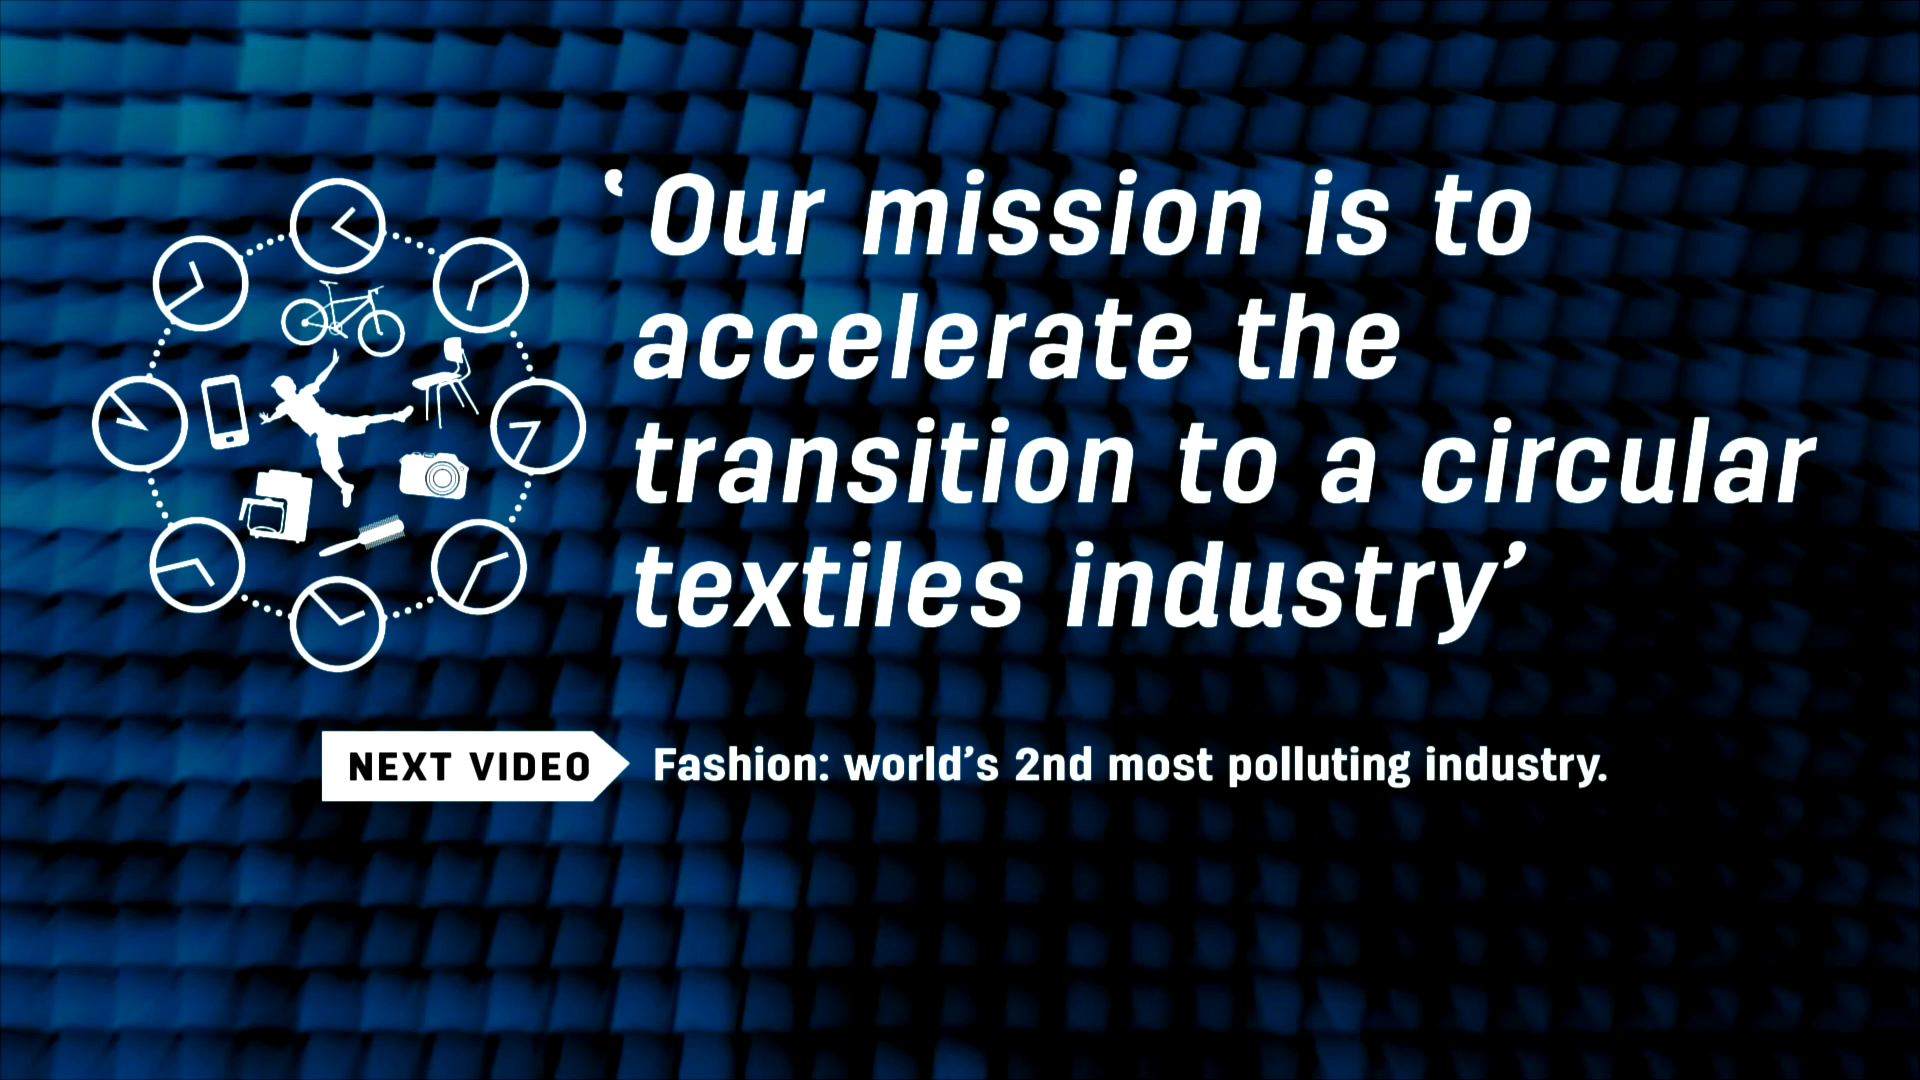 ‘Our mission is to
accelerate the
transition to a circular
textiles industry’
NEXT VIDEO
Fashion: world’s 2nd most polluting industry.